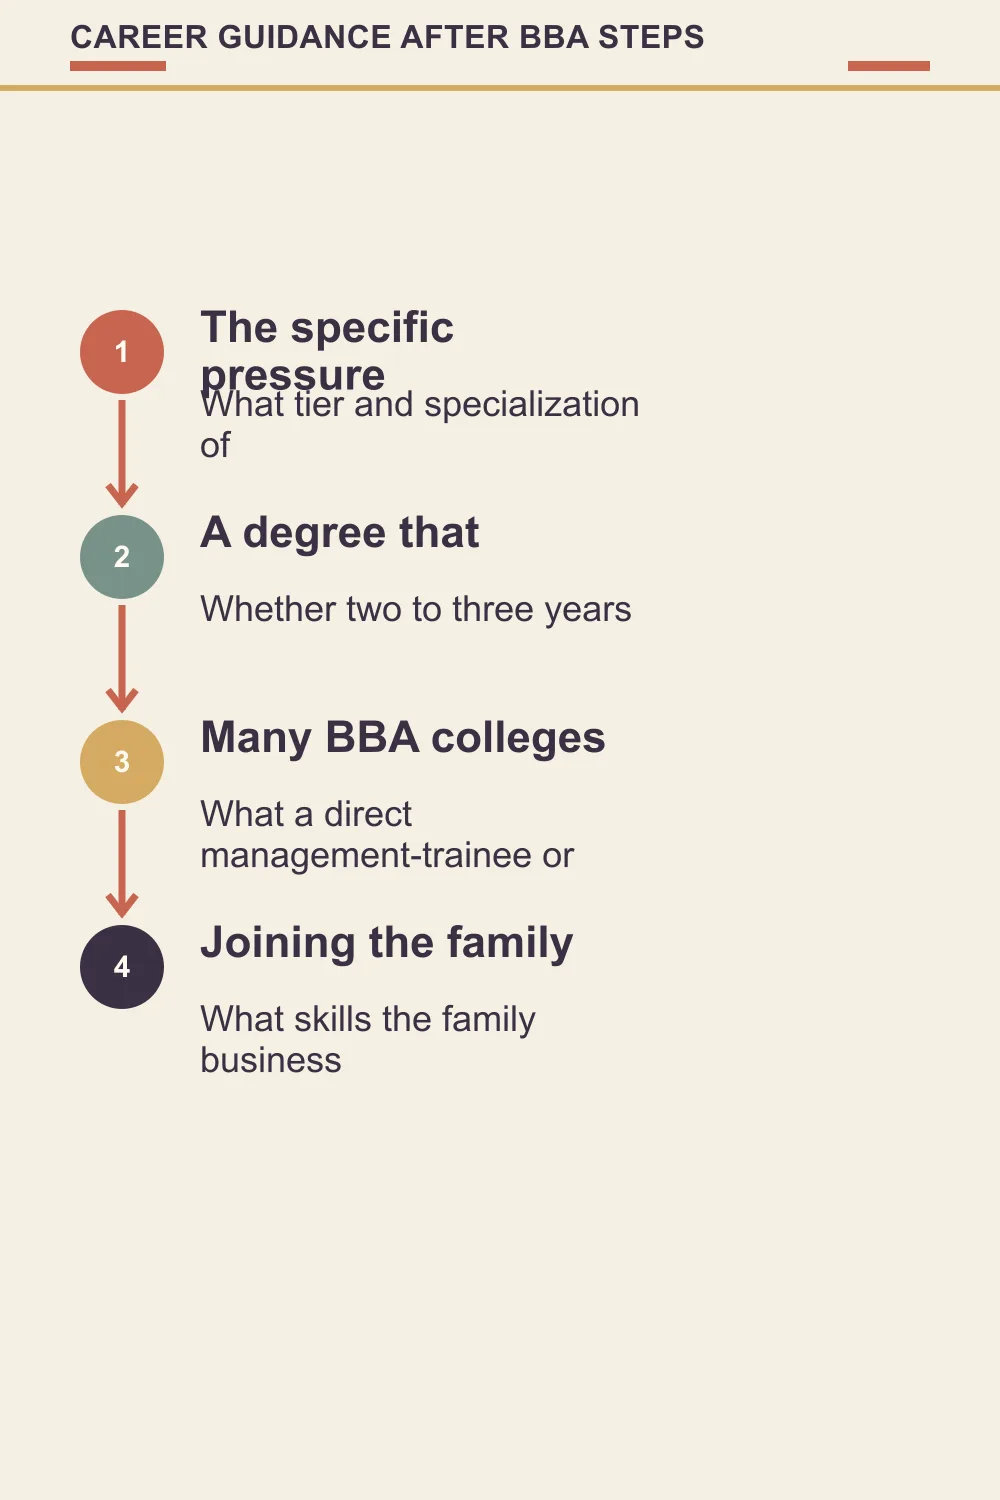 CAREER GUIDANCE AFTER BBA STEPS
1
The specific
pressure
What tier and specialization
of
2
A degree that
Whether two to three years
3
Many BBA colleges
What a direct
management-trainee or
4
Joining the family
What skills the family
business